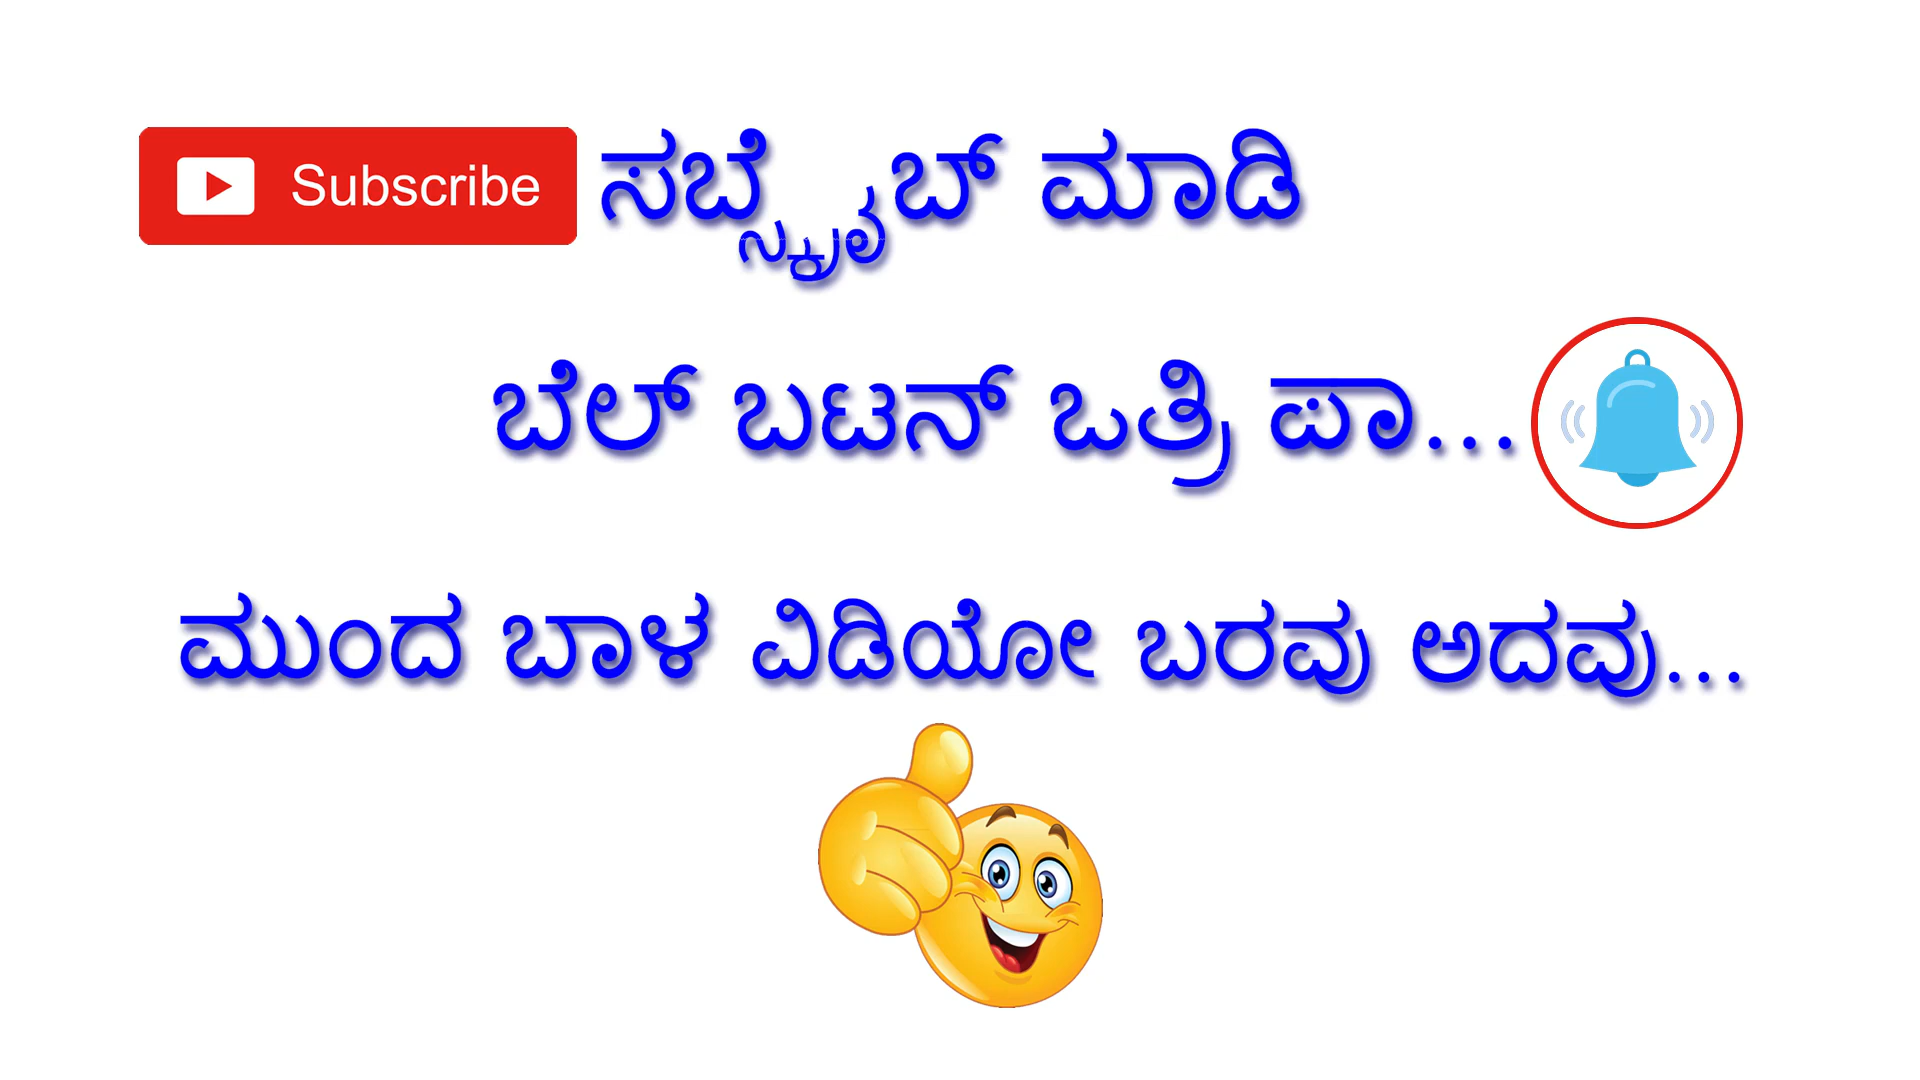 Subscribe ಸಬ್ಸ್ಕ್ರೈಬ್ ಮಾಡಿ
ಬೆಲ್ ಬಟನ್ ಒತ್ರಿ ಪಾ...
ಮುಂದ ಬಾಳ ವಿಡಿಯೋ ಬರವು ಅದವು...